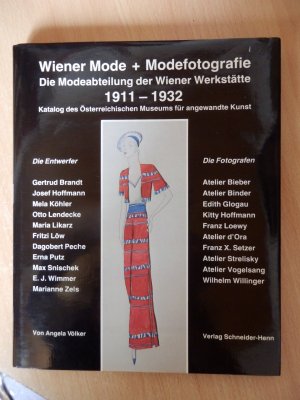 Wiener Mode + Modefotografie
Die Modeabteilung der Wiener Werkstätte
1911 – 1932
Katalog des Österreichischen Museums für angewandte Kunst
Die Entwerfer
Gertrud Brandt
Josef Hoffmann
Mela Köhler
Otto Lendecke
Maria Likarz
Fritzi Löw
Dagobert Peche
Erna Putz
Max Snischek
E. J. Wimmer
Marianne Zels
Die Fotografen
Atelier Bieber
Atelier Binder
Edith Glogau
Kitty Hoffmann
Franz Loewy
Atelier d'Ora
Franz X. Setzer
Atelier Strelisky
Atelier Vogelsang
Wilhelm Willinger
Von Angela Völker
Verlag Schneider-Henn